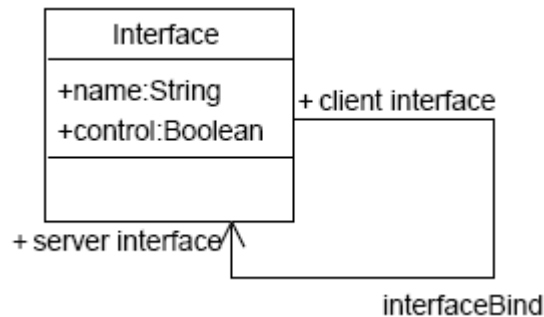 Interface
+name:String
+control:Boolean
+ client interface
+ server interface
interfaceBind